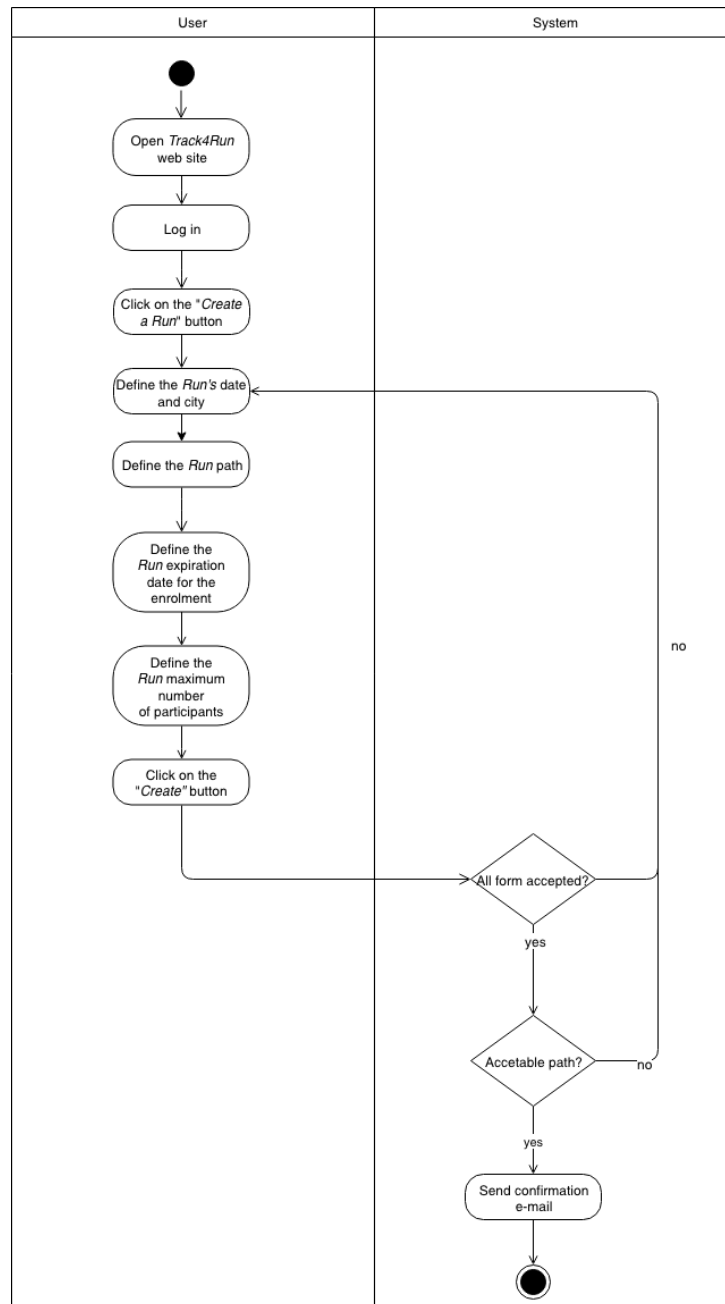 User
System
Open Track4Run
web site
Log in
Click on the "Create
a Run" button
Define the Run's date
and city
Define the Run path
Define the
Run expiration
date for the
enrolment
no
Define the
Run maximum
number
of participants
Click on the
"Create" button
All form accepted?
yes
Accetable path?
no
yes
Send confirmation
e-mail